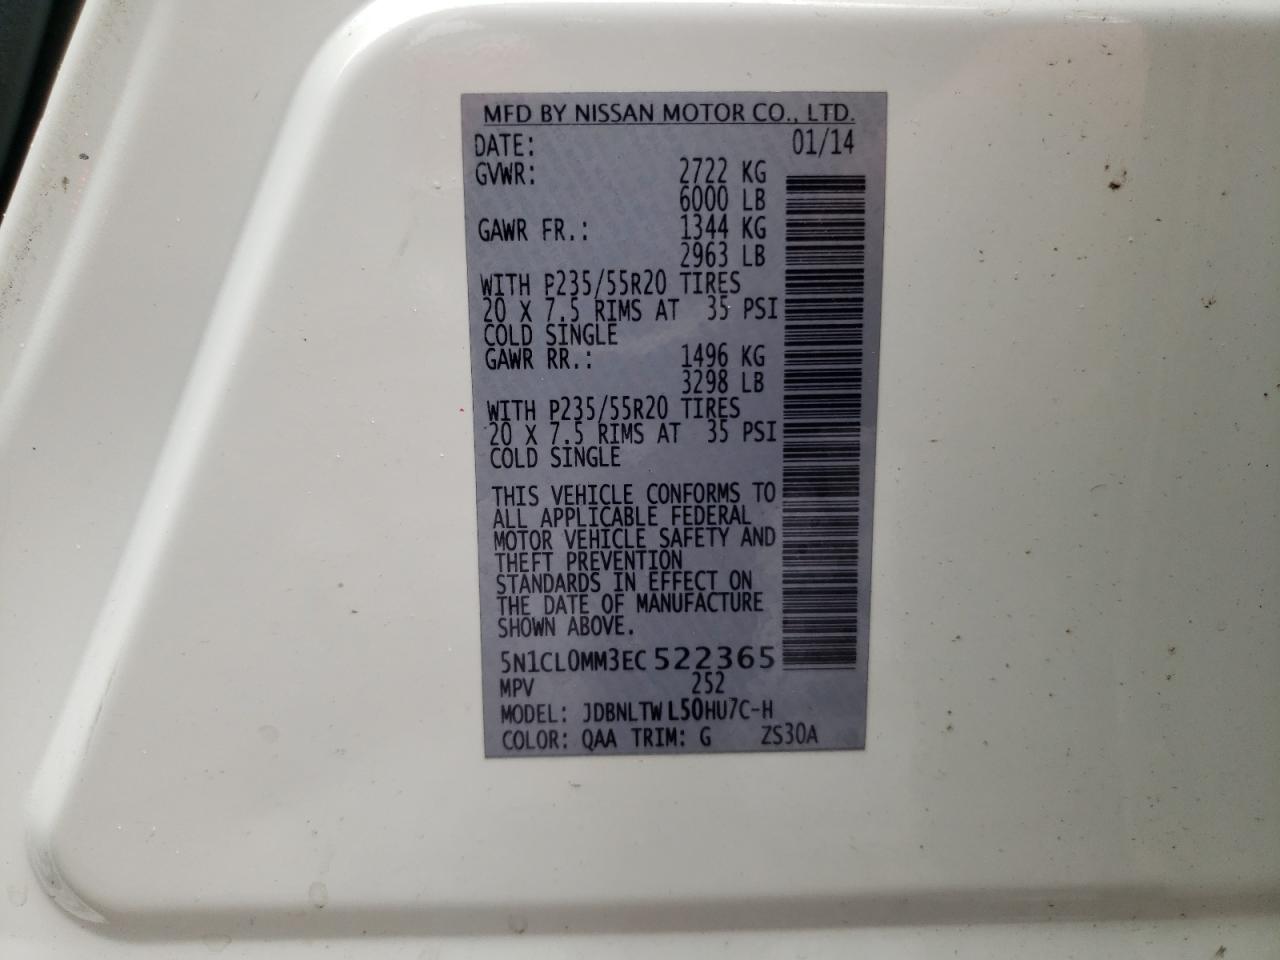 MFD BY NISSAN MOTOR CO., LTD.
DATE: 01/14
GVWR: 2722 KG
6000 LB
GAWR FR.: 1344 KG
2963 LB
WITH P235/55R20 TIRES
20 X 7.5 RIMS AT 35 PSI
COLD SINGLE
GAWR RR.: 1496 KG
3298 LB
WITH P235/55R20 TIRES
20 X 7.5 RIMS AT 35 PSI
COLD SINGLE
THIS VEHICLE CONFORMS TO
ALL APPLICABLE FEDERAL
MOTOR VEHICLE SAFETY AND
THEFT PREVENTION
STANDARDS IN EFFECT ON
THE DATE OF MANUFACTURE
SHOWN ABOVE.
5N1CL0MM3EC522365
MPV 252
MODEL: JDBNLTWL50HU7C-H
COLOR: QAA TRIM: G ZS30A